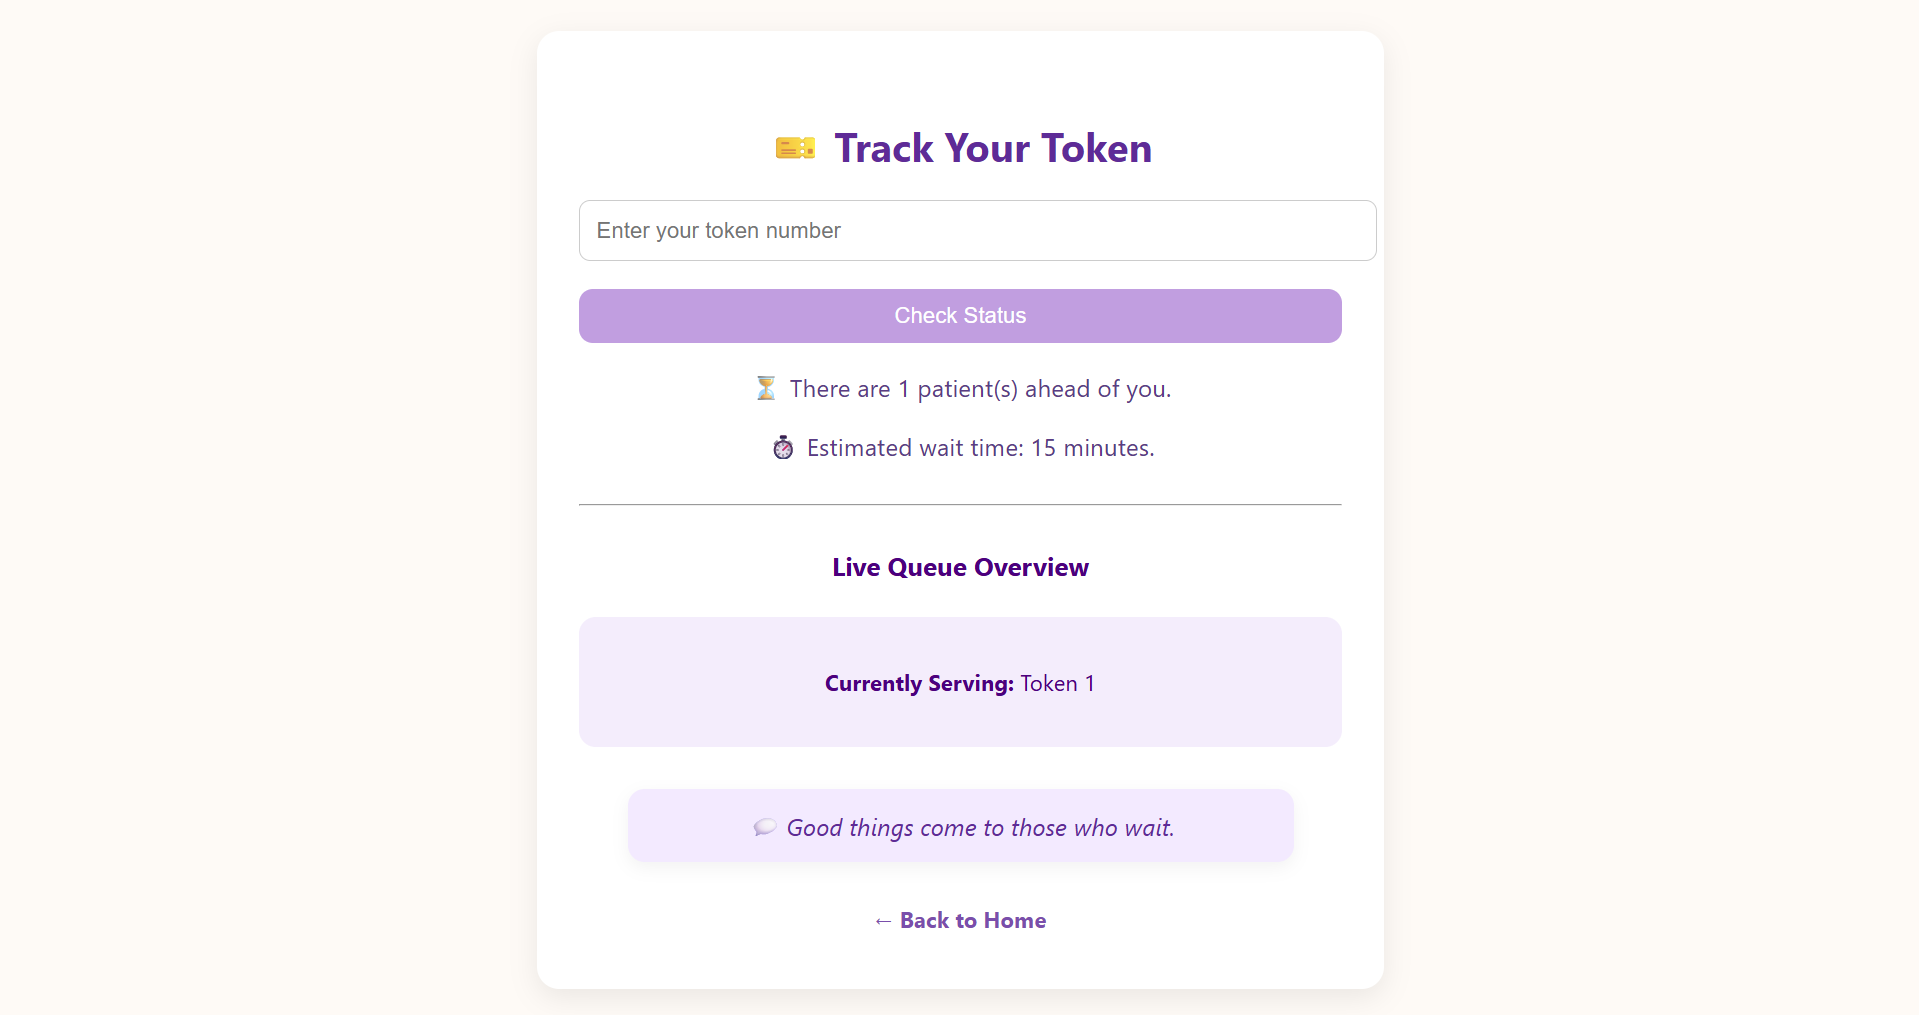 🎫 Track Your Token
Enter your token number
Check Status
⏳ There are 1 patient(s) ahead of you.
⏱ Estimated wait time: 15 minutes.
Live Queue Overview
Currently Serving: Token 1
💬 Good things come to those who wait.
← Back to Home